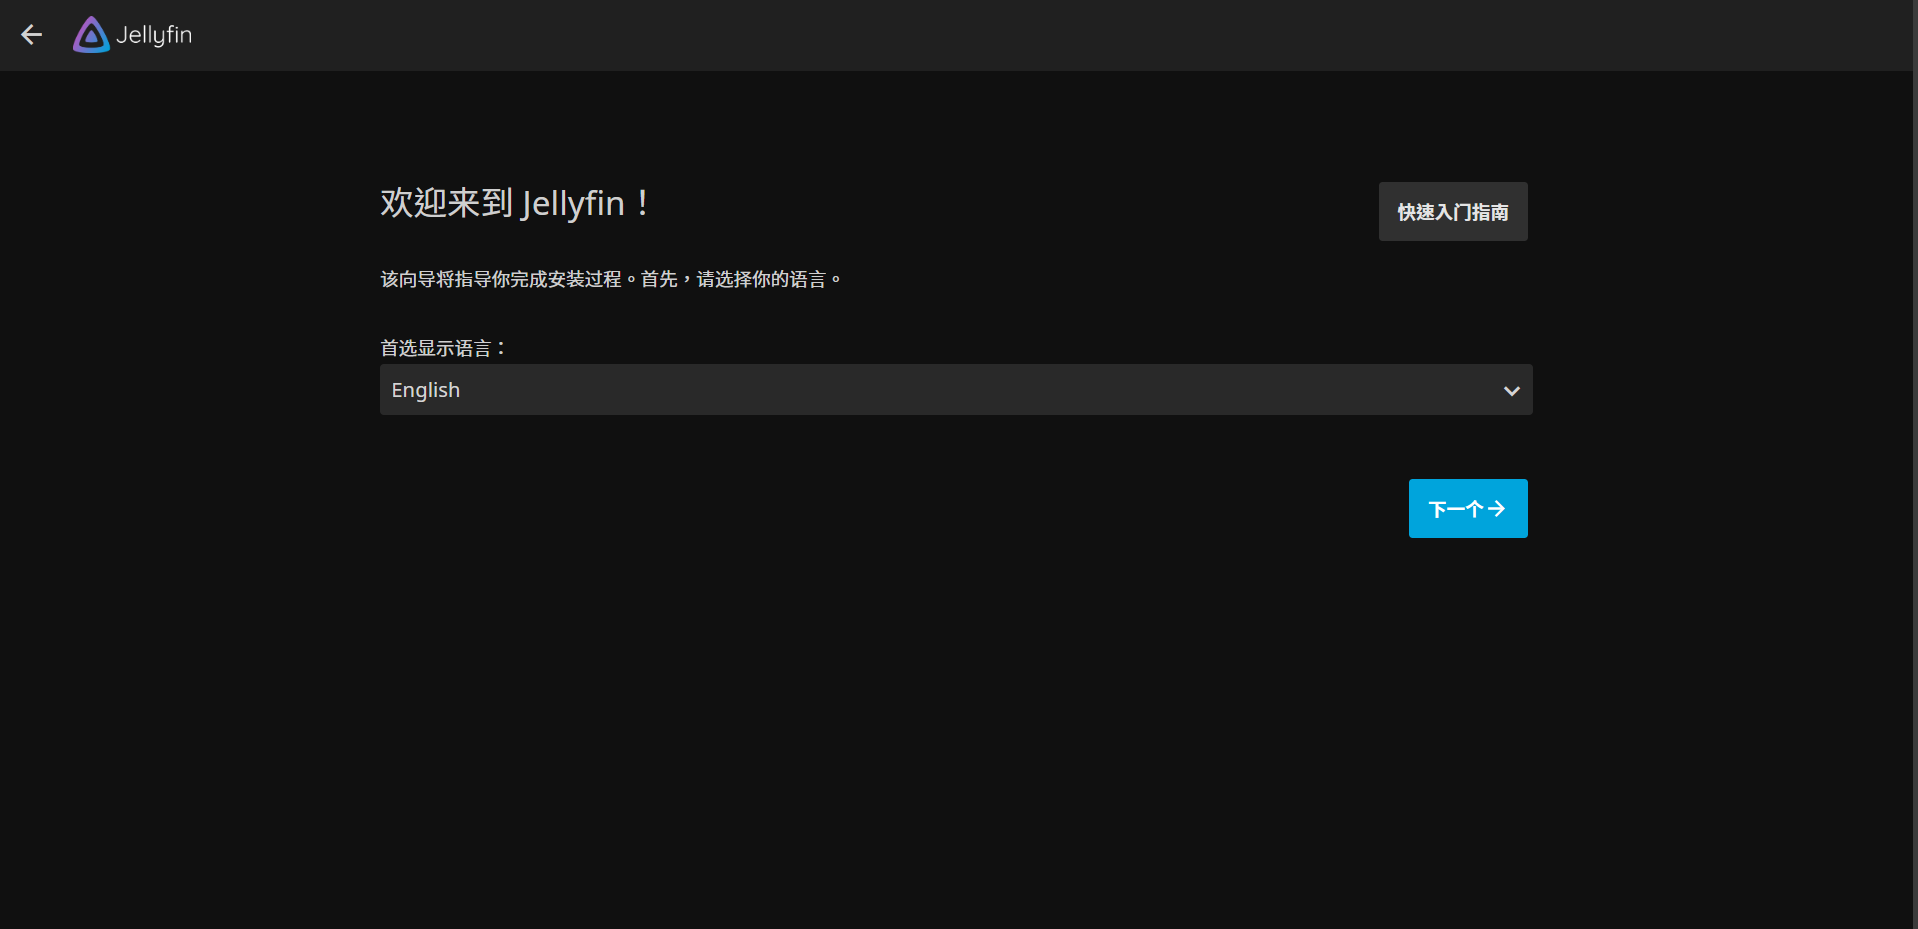 Jellyfin
欢迎来到 Jellyfin！
快速入门指南
该向导将指导你完成安装过程。首先，请选择你的语言。
首选显示语言：
English
下一个